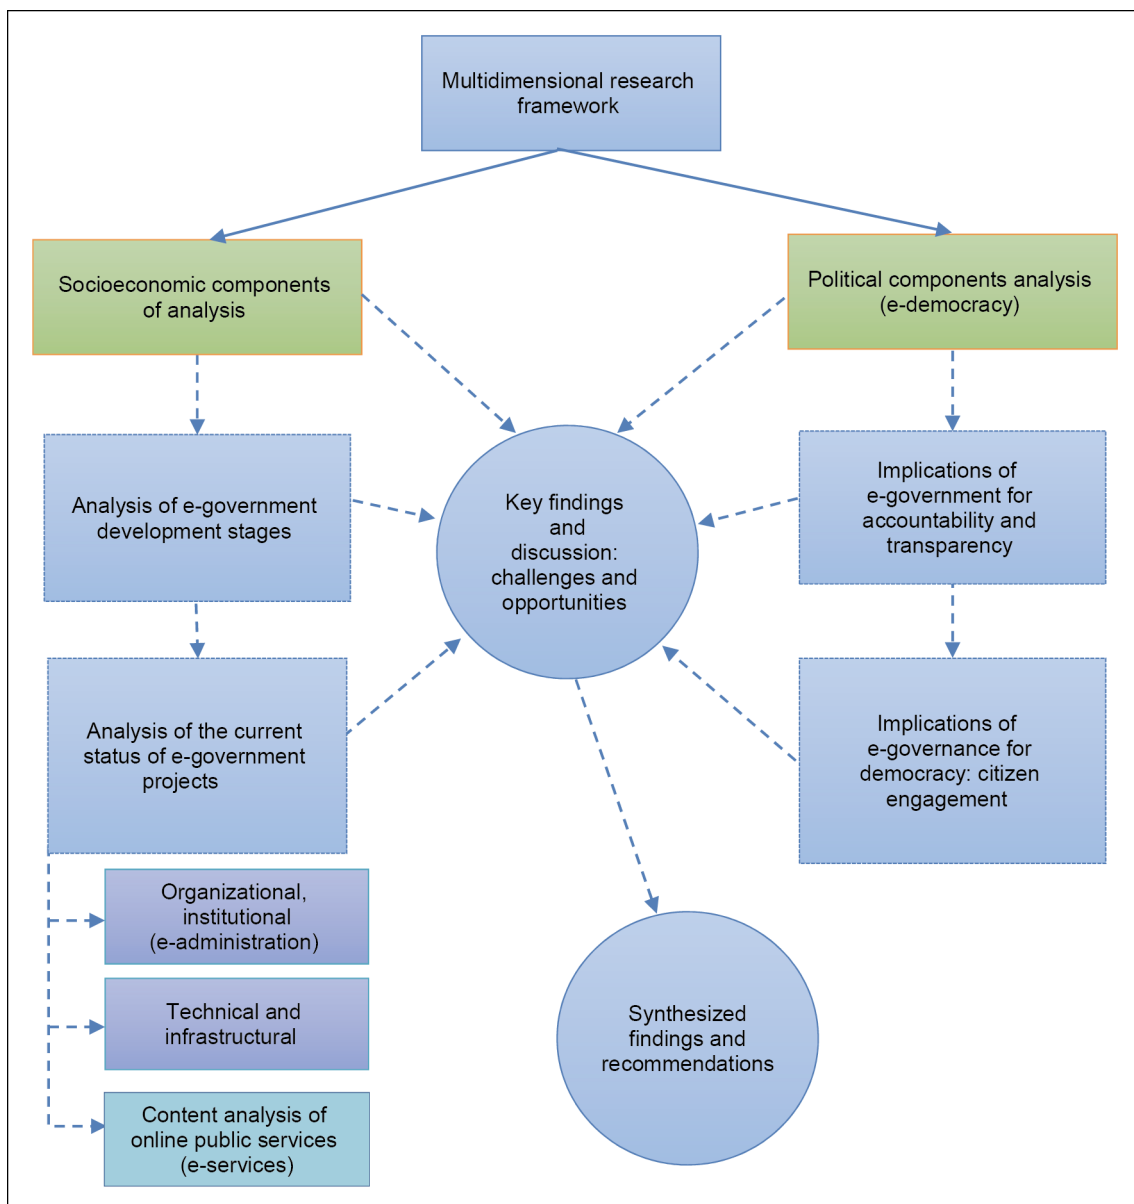 Multidimensional research
framework
Socioeconomic components
of analysis
Political components analysis
(e-democracy)
Analysis of e-government
development stages
Key findings
and
discussion:
challenges and
opportunities
Implications of
e-government for
accountability and
transparency
Analysis of the current
status of e-government
projects
Implications of
e-governance for
democracy: citizen
engagement
Organizational,
institutional
(e-administration)
Technical and
infrastructural
Content analysis of
online public services
(e-services)
Synthesized
findings and
recommendations